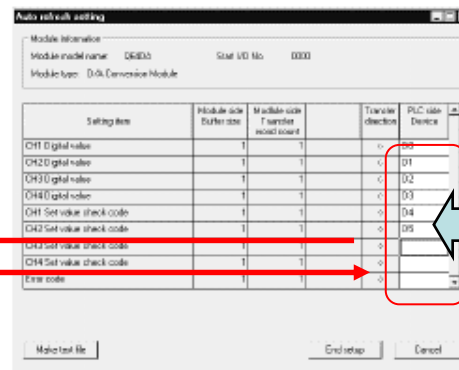 Auto refresh setting
Module information
Module model name: Q64DA Start I/O No. 0000
Module type: D/A Conversion Module
Setting item Module side Buffer size Module side Transfer word count Transfer direction PLC side Device
CH1 Digital value 1 1 D0
CH2 Digital value 1 1 D1
CH3 Digital value 1 1 D2
CH4 Digital value 1 1 D3
CH1 Set value check code 1 1 D4
CH2 Set value check code 1 1 D5
CH3 Set value check code 1 1
CH4 Set value check code 1 1
Error code 1 1
Make text file End setup Cancel